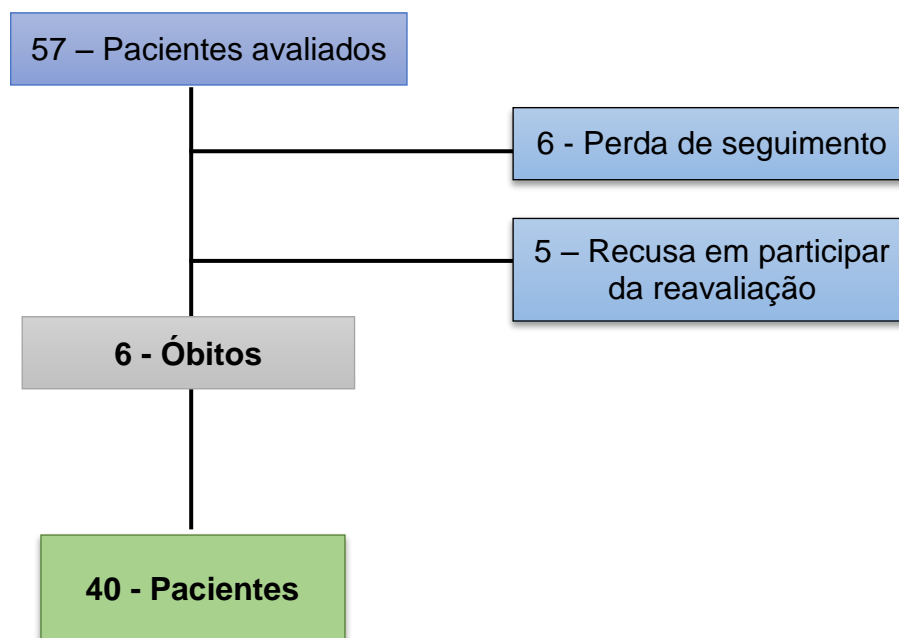 57 – Pacientes avaliados
6 - Perda de seguimento
5 – Recusa em participar
da reavaliação
6 - Óbitos
40 - Pacientes